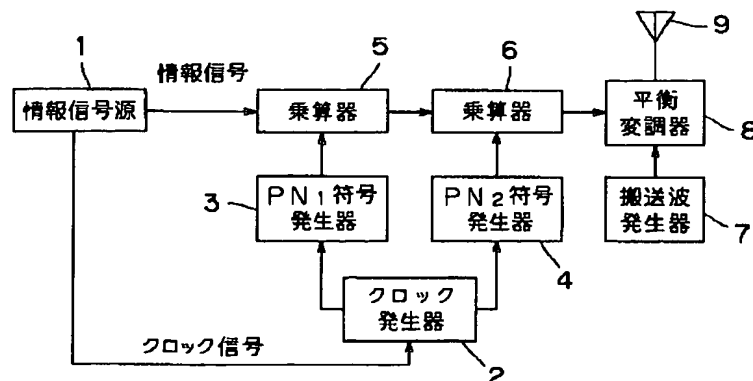 1
情報信号源
情報信号
5
乗算器
6
乗算器
9
平衡
変調器
8
3
PN₁符号
発生器
PN₂符号
発生器
4
搬送波
発生器
7
クロック
発生器
2
クロック信号